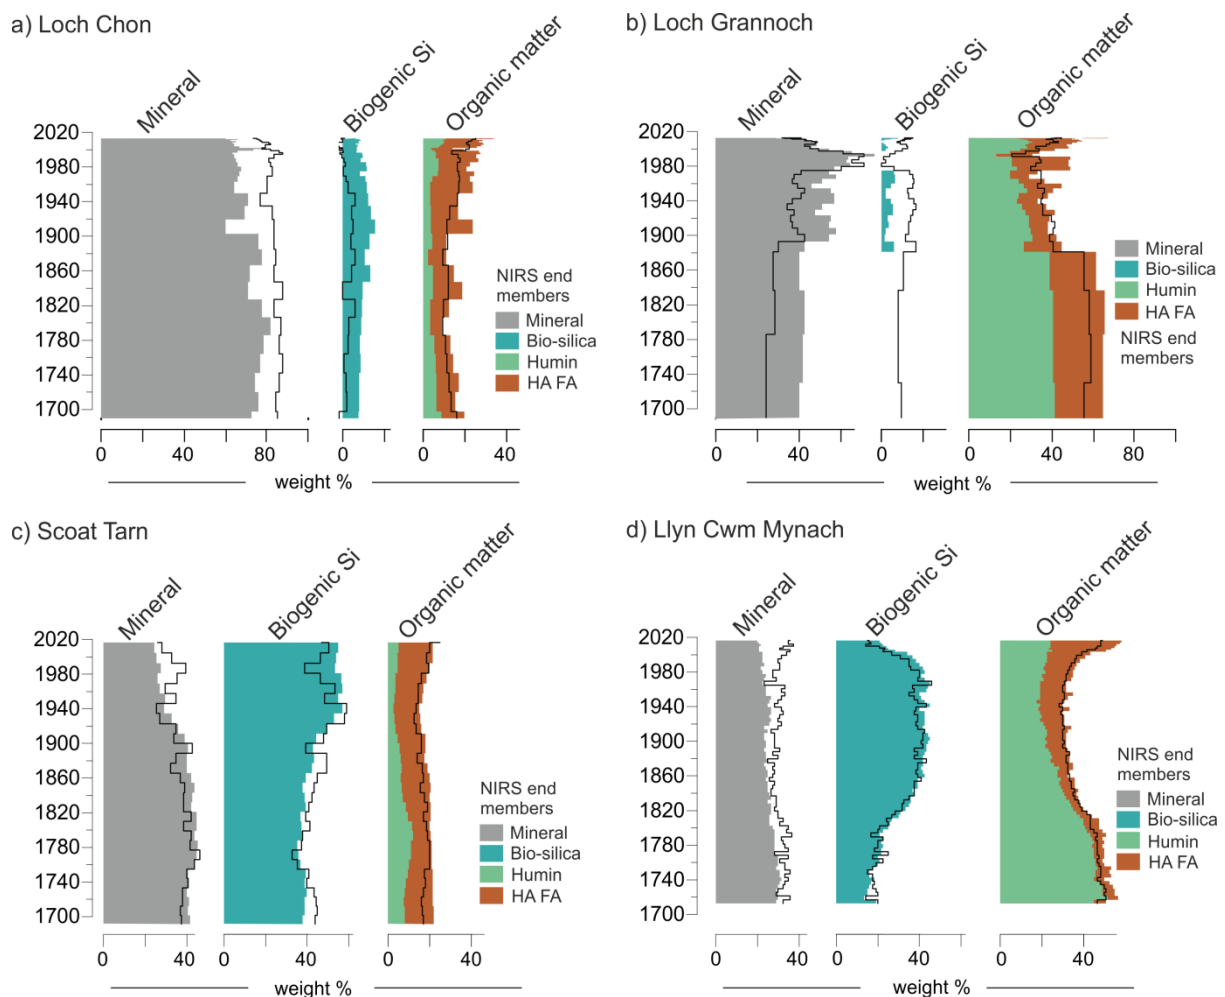 a) Loch Chon
Mineral
Biogenic Si
Organic matter
2020
1980
1940
1900
1860
1820
1780
1740
1700
NIRS end
members
Mineral
Bio-silica
Humin
HA FA
0 40 80 0 0 40
weight %
b) Loch Grannoch
Mineral
Biogenic Si
Organic matter
2020
1980
1940
1900
1860
1820
1780
1740
1700
Mineral
Bio-silica
Humin
HA FA
NIRS end
members
0 40 0 0 40 80
weight %
c) Scoat Tarn
Mineral
Biogenic Si
Organic matter
2020
1980
1940
1900
1860
1820
1780
1740
1700
NIRS end
members
Mineral
Bio-silica
Humin
HA FA
0 40 0 40 0 40
weight %
d) Llyn Cwm Mynach
Mineral
Biogenic Si
Organic matter
2020
1980
1940
1900
1860
1820
1780
1740
1700
NIRS end
members
Mineral
Bio-silica
Humin
HA FA
0 40 0 40 0 40
weight %